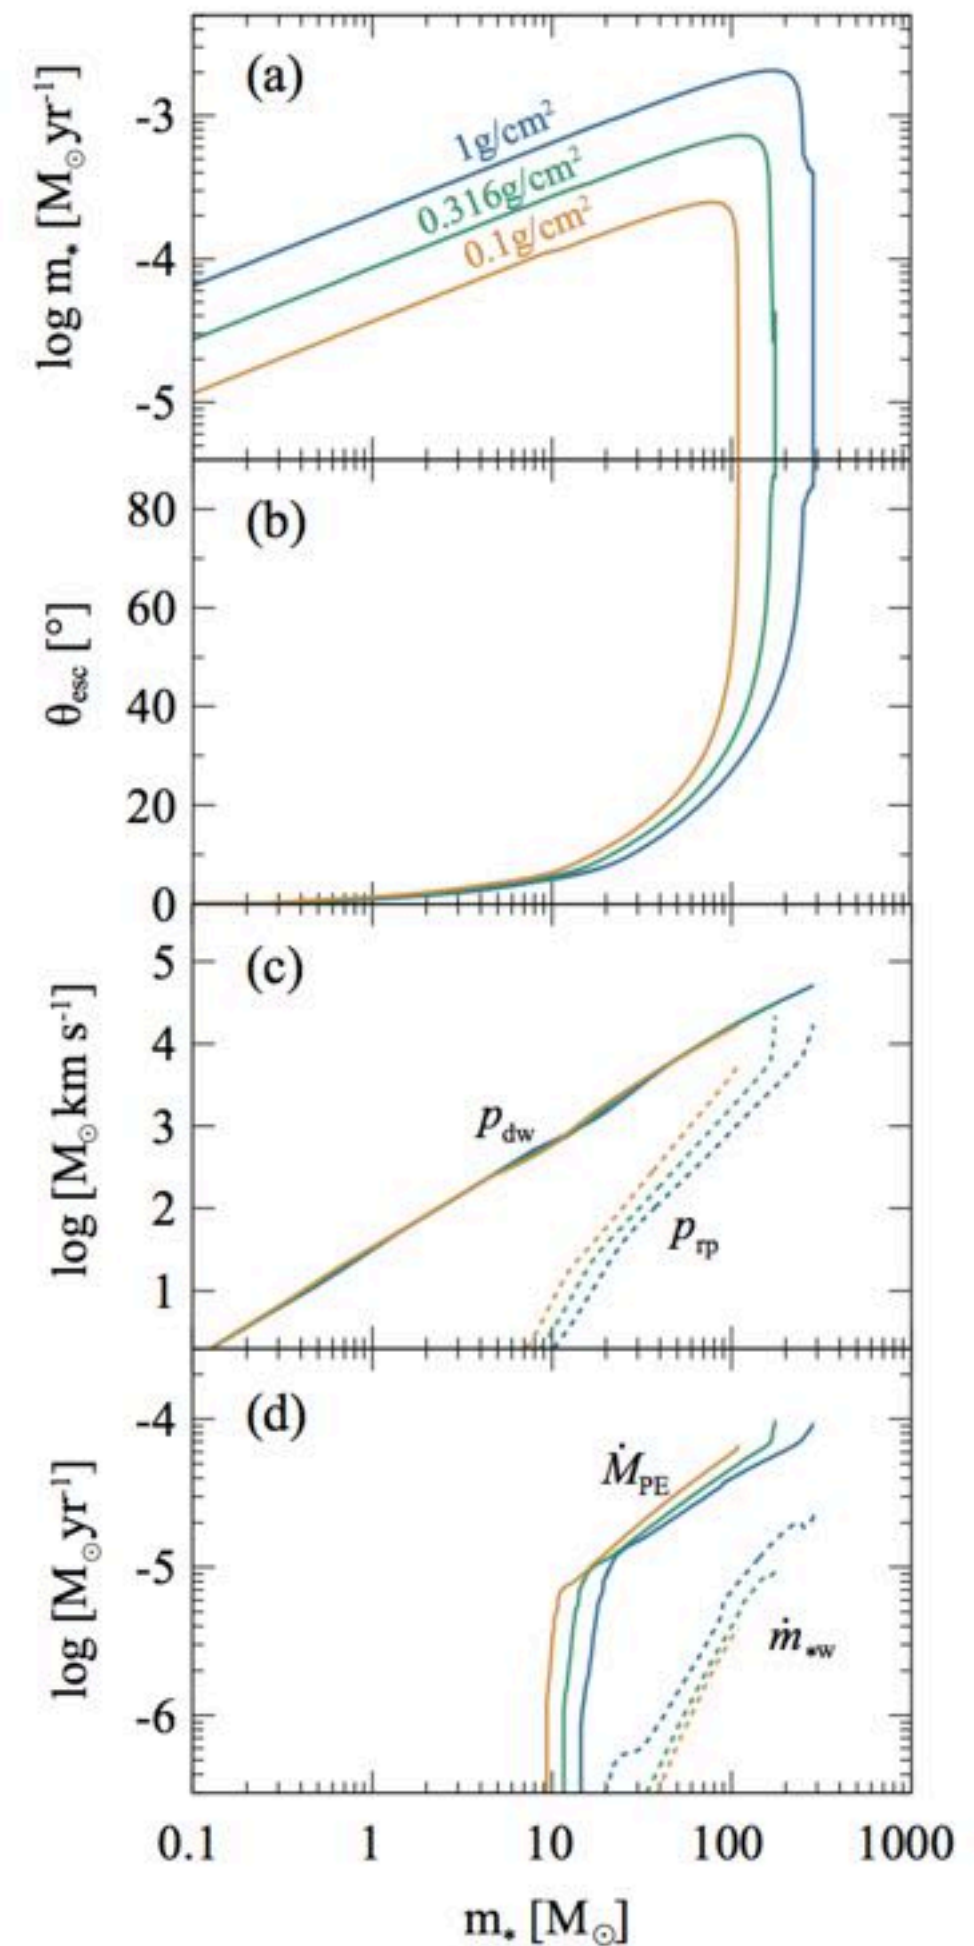 (a)
log m* [M⊙yr⁻¹]
-3
-4
-5
1g/cm²
0.316g/cm²
0.1g/cm²
(b)
θesc [°]
80
60
40
20
0
(c)
log [M⊙ km s⁻¹]
5
4
3
2
1
pdw
prp
(d)
log [M⊙yr⁻¹]
-4
-5
-6
ṀPE
ṁ*w
0.1 1 10 100 1000
m* [M⊙]